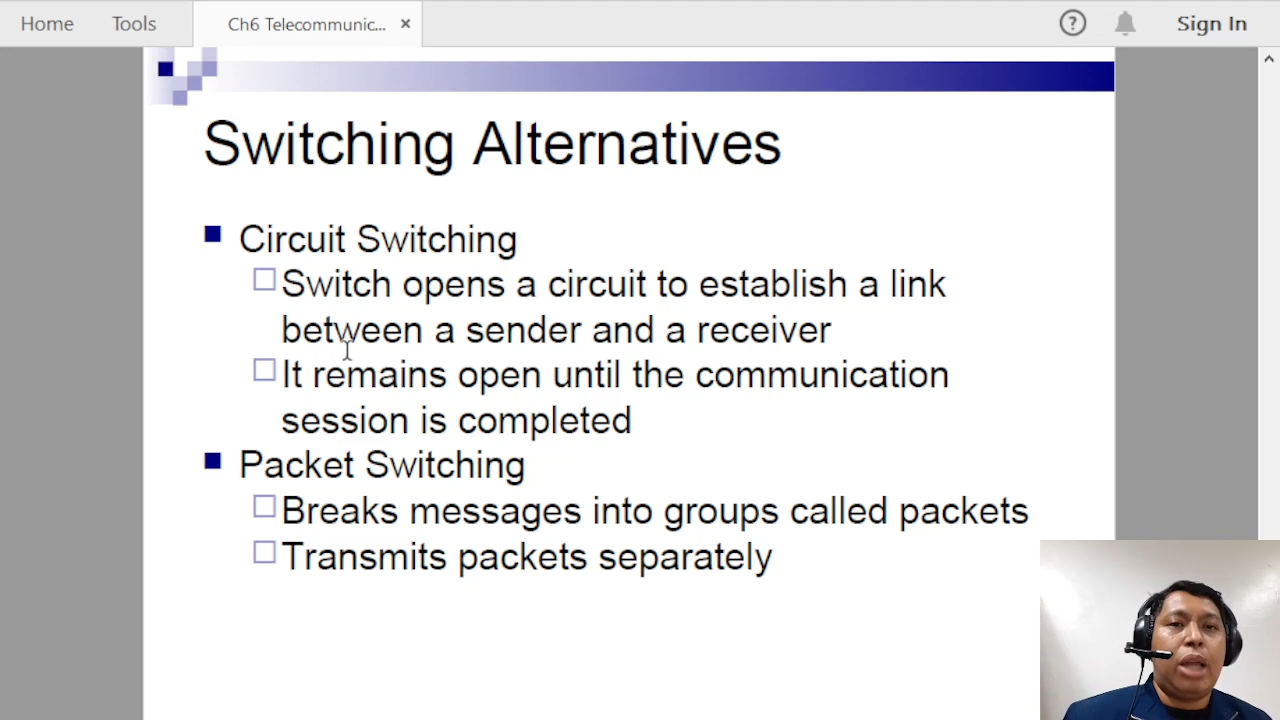 Home Tools Ch6 Telecommunic... × ? Sign In
Switching Alternatives
Circuit Switching
Switch opens a circuit to establish a link
between a sender and a receiver
It remains open until the communication
session is completed
Packet Switching
Breaks messages into groups called packets
Transmits packets separately